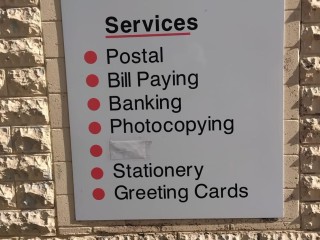 Services
Postal
Bill Paying
Banking
Photocopying
Stationery
Greeting Cards